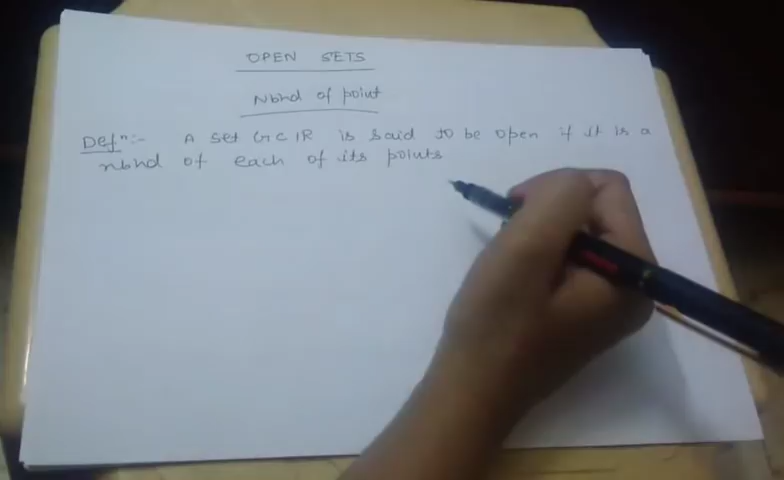 OPEN SETS
Nbhd of point
Defn:- A set G ⊂ IR is said to be open if it is a
nbhd of each of its points